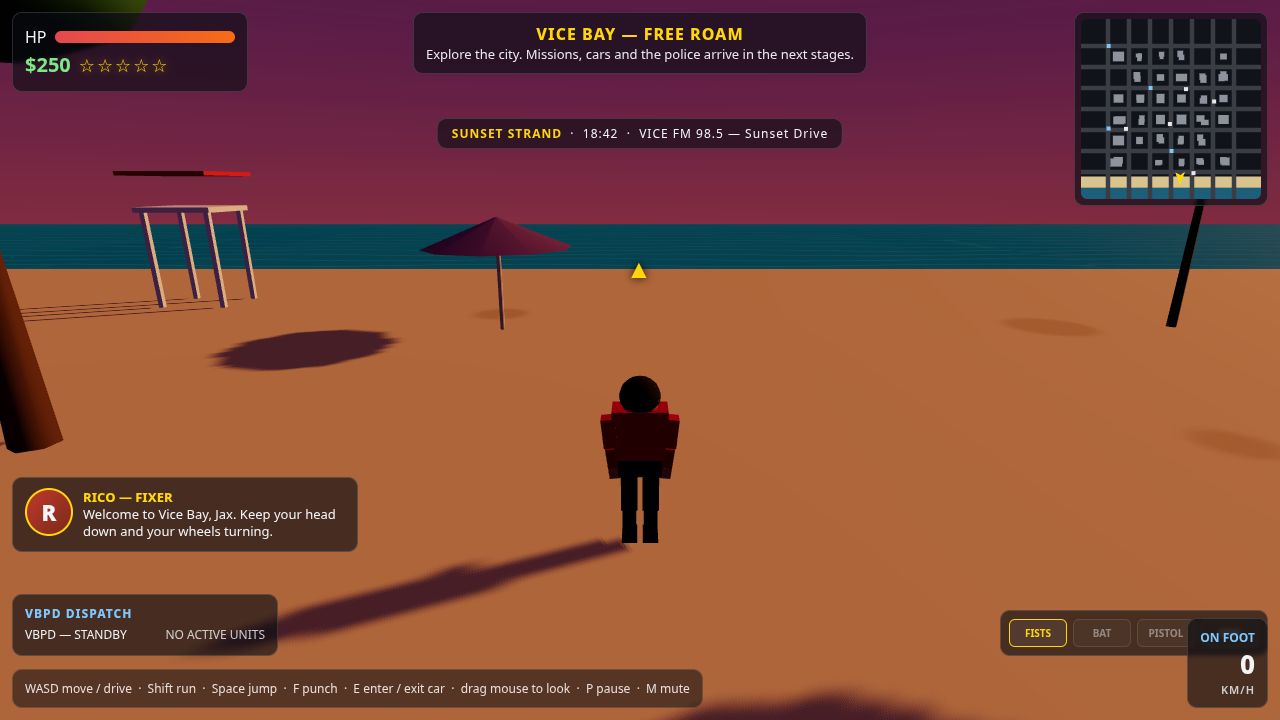 HP
$250 ☆☆☆☆☆
VICE BAY — FREE ROAM
Explore the city. Missions, cars and the police arrive in the next stages.
SUNSET STRAND · 18:42 · VICE FM 98.5 — Sunset Drive
R
RICO — FIXER
Welcome to Vice Bay, Jax. Keep your head
down and your wheels turning.
VBPD DISPATCH
VBPD — STANDBY NO ACTIVE UNITS
FISTS BAT PISTOL
ON FOOT
0
KM/H
WASD move / drive · Shift run · Space jump · F punch · E enter / exit car · drag mouse to look · P pause · M mute